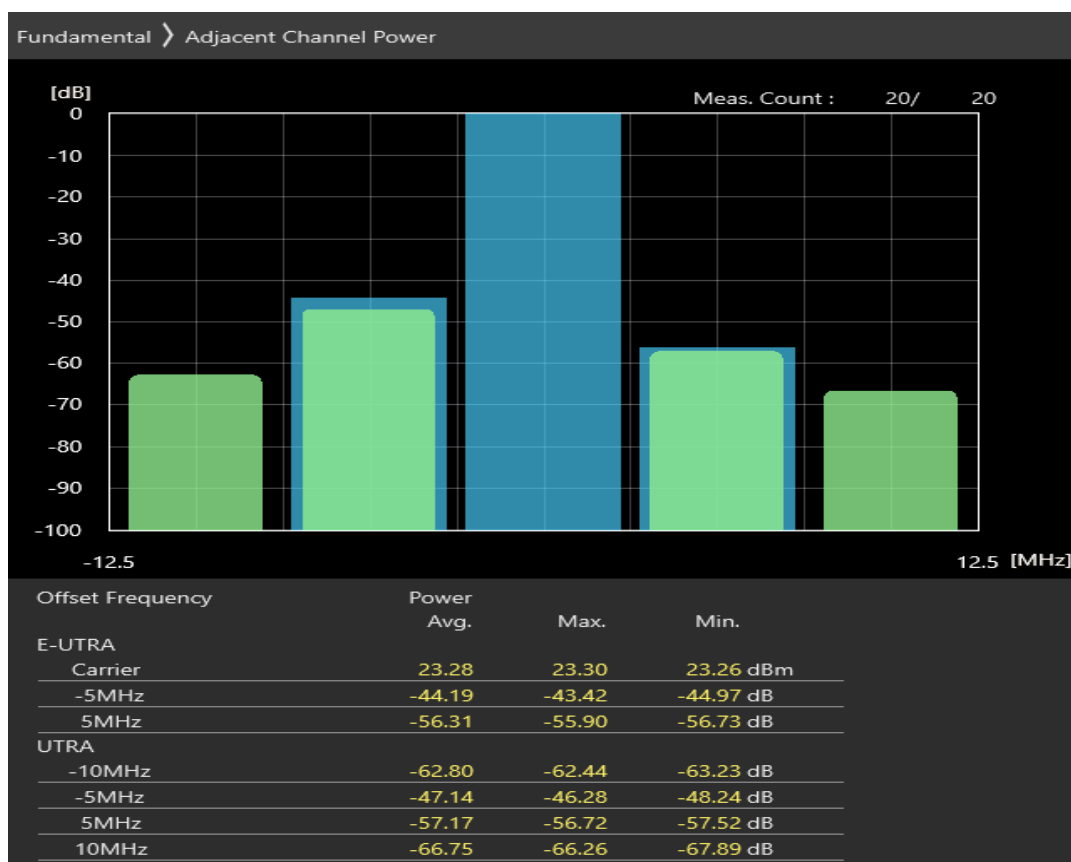 Fundamental ❯ Adjacent Channel Power
[dB]
Meas. Count : 20/ 20
0
-10
-20
-30
-40
-50
-60
-70
-80
-90
-100
-12.5 12.5 [MHz]
Offset Frequency Power
Avg. Max. Min.
E-UTRA
Carrier 23.28 23.30 23.26 dBm
-5MHz -44.19 -43.42 -44.97 dB
5MHz -56.31 -55.90 -56.73 dB
UTRA
-10MHz -62.80 -62.44 -63.23 dB
-5MHz -47.14 -46.28 -48.24 dB
5MHz -57.17 -56.72 -57.52 dB
10MHz -66.75 -66.26 -67.89 dB